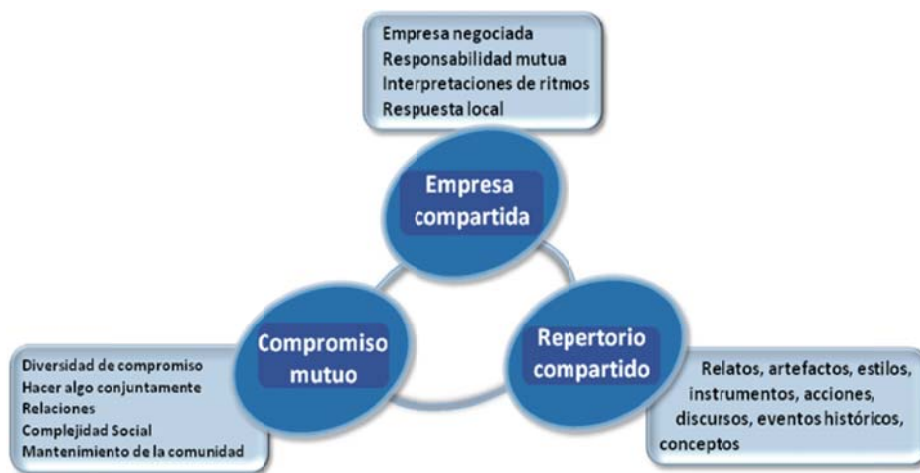 Empresa negociada
Responsabilidad mutua
Interpretaciones de ritmos
Respuesta local
Empresa
compartida
Compromiso
mutuo
Repertorio
compartido
Diversidad de compromiso
Hacer algo conjuntamente
Relaciones
Complejidad Social
Mantenimiento de la comunidad
Relatos, artefactos, estilos,
instrumentos, acciones,
discursos, eventos históricos,
conceptos